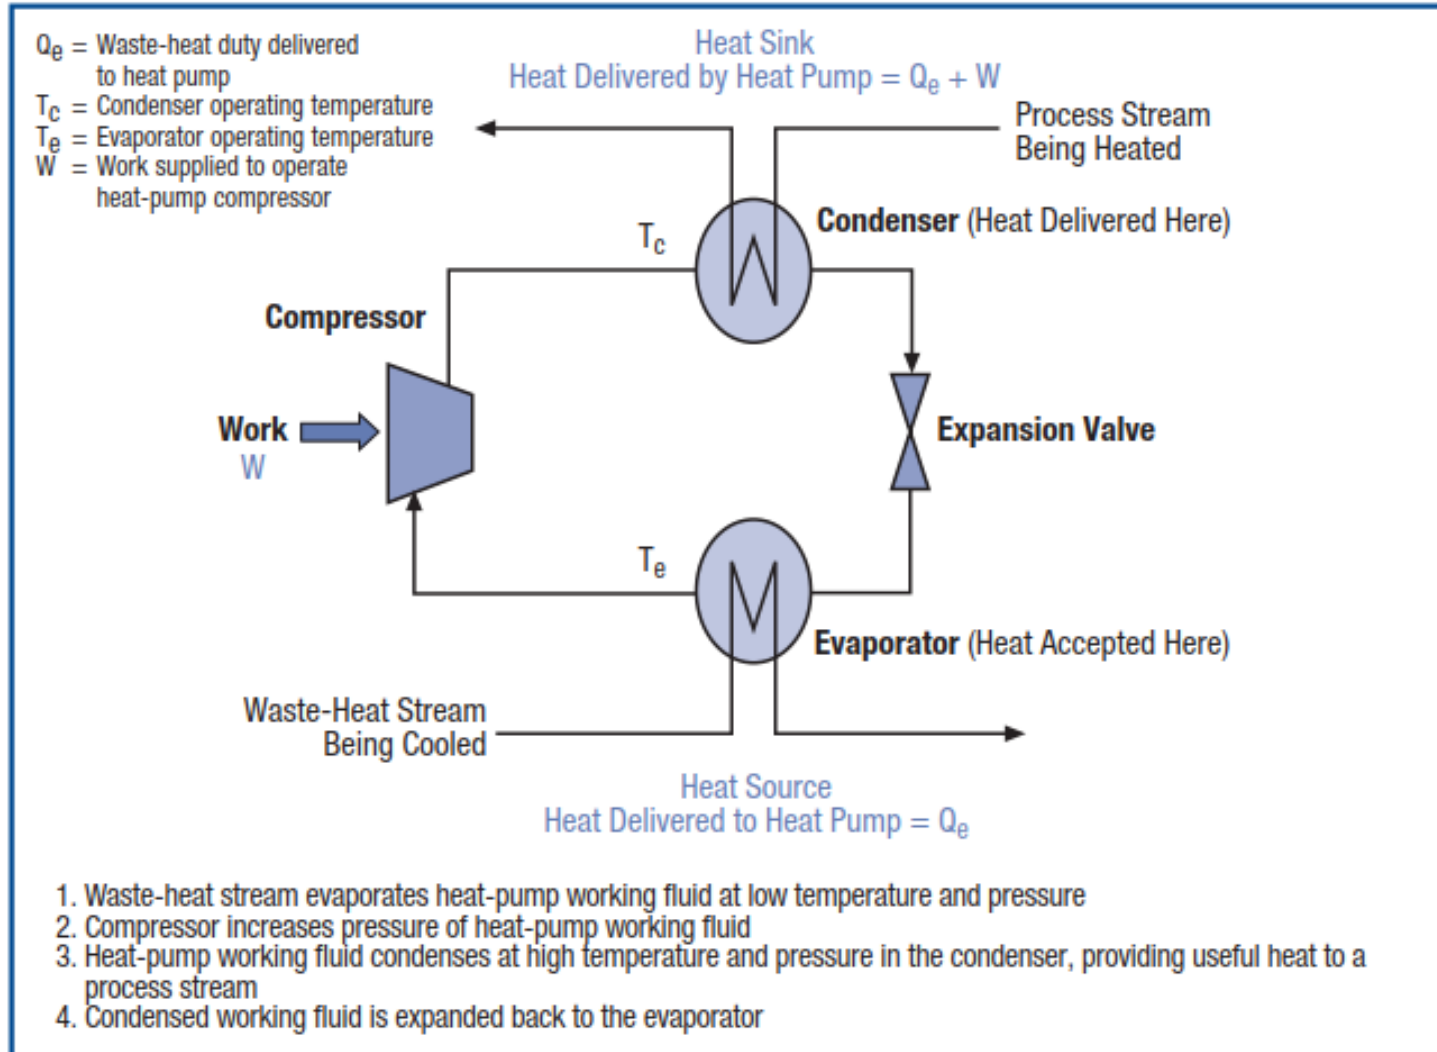 Qe = Waste-heat duty delivered
to heat pump
Tc = Condenser operating temperature
Te = Evaporator operating temperature
W = Work supplied to operate
heat-pump compressor
Heat Sink
Heat Delivered by Heat Pump = Qe + W
Process Stream
Being Heated
Condenser (Heat Delivered Here)
Tc
Compressor
Work
W
Expansion Valve
Te
Evaporator (Heat Accepted Here)
Waste-Heat Stream
Being Cooled
Heat Source
Heat Delivered to Heat Pump = Qe
1. Waste-heat stream evaporates heat-pump working fluid at low temperature and pressure
2. Compressor increases pressure of heat-pump working fluid
3. Heat-pump working fluid condenses at high temperature and pressure in the condenser, providing useful heat to a
process stream
4. Condensed working fluid is expanded back to the evaporator